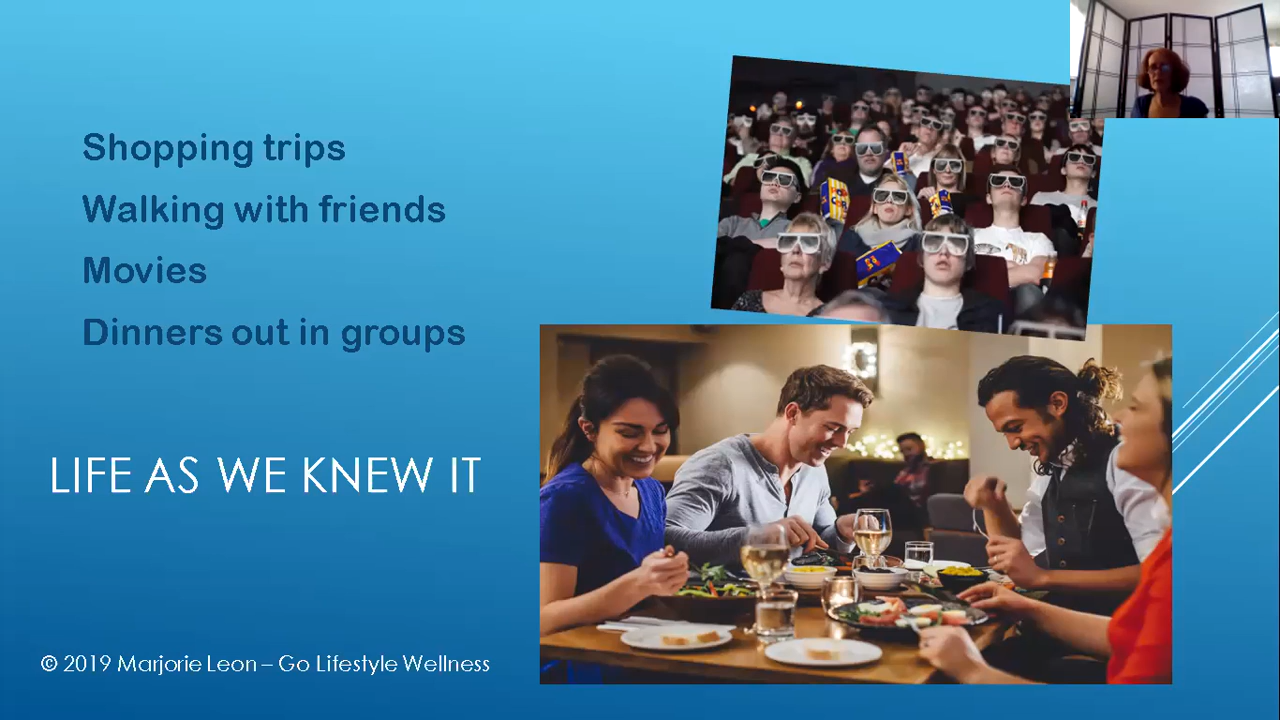 Shopping trips
Walking with friends
Movies
Dinners out in groups
LIFE AS WE KNEW IT
© 2019 Marjorie Leon – Go Lifestyle Wellness